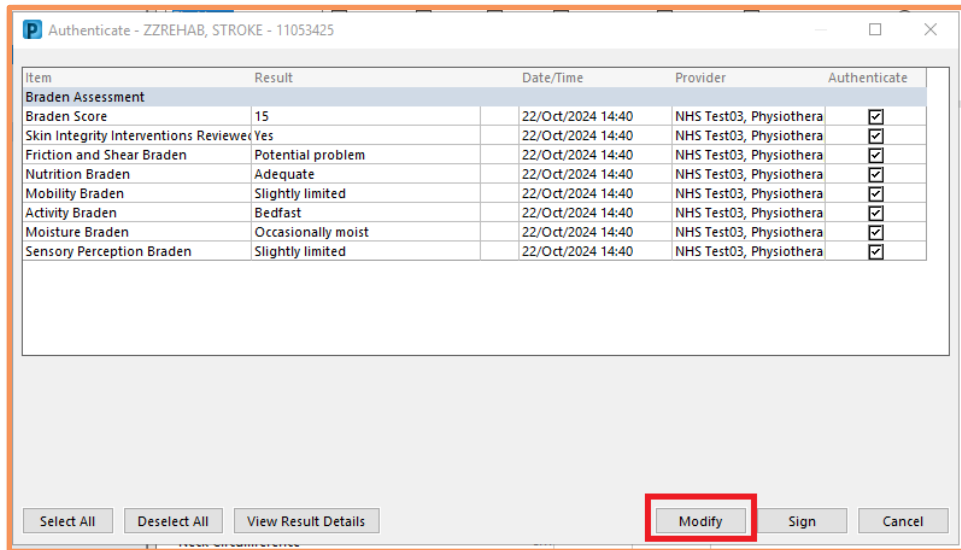 P Authenticate - ZZREHAB, STROKE - 11053425
Item Result Date/Time Provider Authenticate
Braden Assessment
Braden Score 15 22/Oct/2024 14:40 NHS Test03, Physiothera
Skin Integrity Interventions Reviewed Yes 22/Oct/2024 14:40 NHS Test03, Physiothera
Friction and Shear Braden Potential problem 22/Oct/2024 14:40 NHS Test03, Physiothera
Nutrition Braden Adequate 22/Oct/2024 14:40 NHS Test03, Physiothera
Mobility Braden Slightly limited 22/Oct/2024 14:40 NHS Test03, Physiothera
Activity Braden Bedfast 22/Oct/2024 14:40 NHS Test03, Physiothera
Moisture Braden Occasionally moist 22/Oct/2024 14:40 NHS Test03, Physiothera
Sensory Perception Braden Slightly limited 22/Oct/2024 14:40 NHS Test03, Physiothera
Select All Deselect All View Result Details Modify Sign Cancel